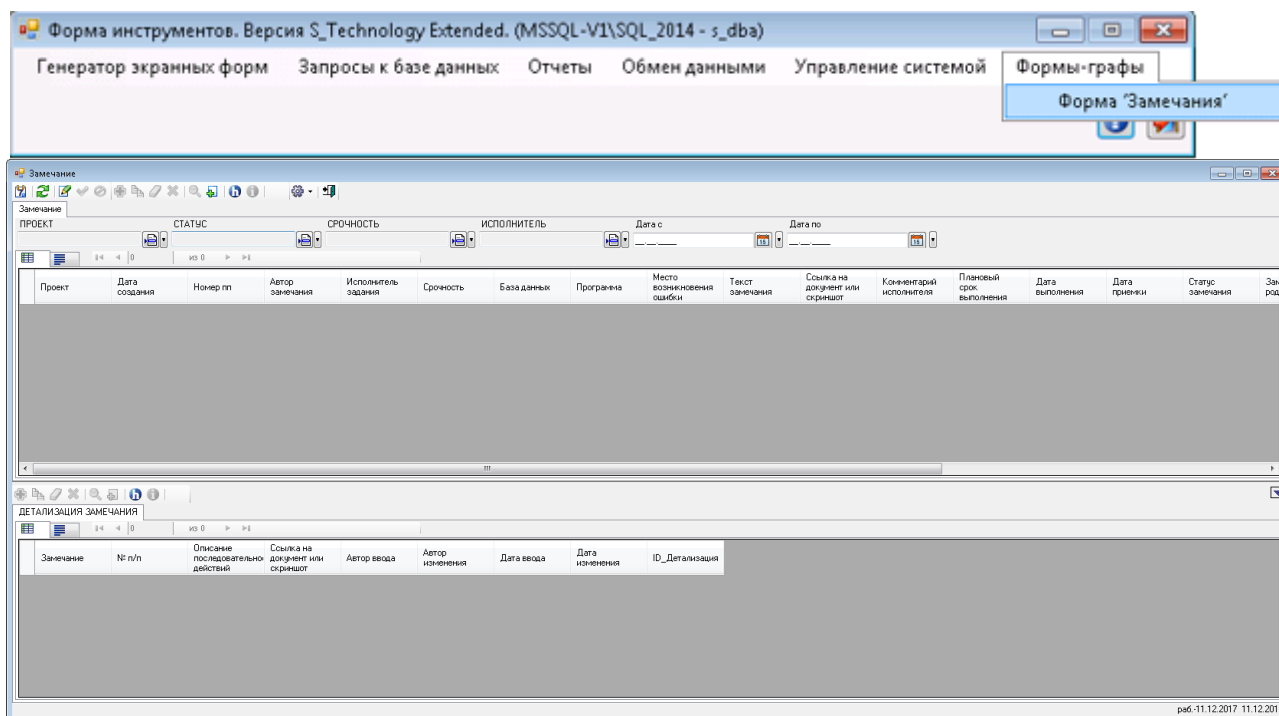 Форма инструментов. Версия S_Technology Extended. (MSSQL-V1\SQL_2014 - s_dba)
Генератор экранных форм Запросы к базе данных Отчеты Обмен данными Управление системой Формы-графы
Форма 'Замечания'
Замечание
Замечание
ПРОЕКТ СТАТУС СРОЧНОСТЬ ИСПОЛНИТЕЛЬ Дата с Дата по
15 15
0 из 0
Проект Дата создания Номер пп Автор замечания Исполнитель задания Срочность База данных Программа Место возникновения ошибки Текст замечания Ссылка на документ или скриншот Комментарий исполнителя Плановый срок выполнения Дата выполнения Дата приемки Статус замечания
ДЕТАЛИЗАЦИЯ ЗАМЕЧАНИЯ
0 из 0
Замечание № п/п Описание последовательнос действий Ссылка на документ или скриншот Автор ввода Автор изменения Дата ввода Дата изменения ID_Детализация
раб.-11.12.2017 11.12.201